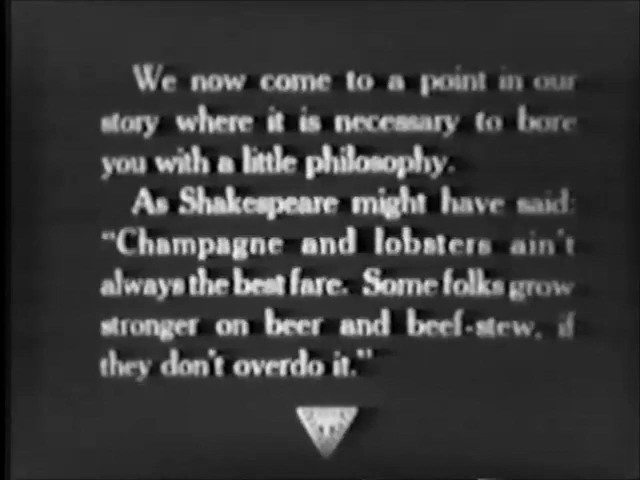 We now come to a point in our
story where it is necessary to bore
you with a little philosophy.
As Shakespeare might have said:
"Champagne and lobsters ain't
always the best fare. Some folks grow
stronger on beer and beef-stew, if
they don't overdo it."